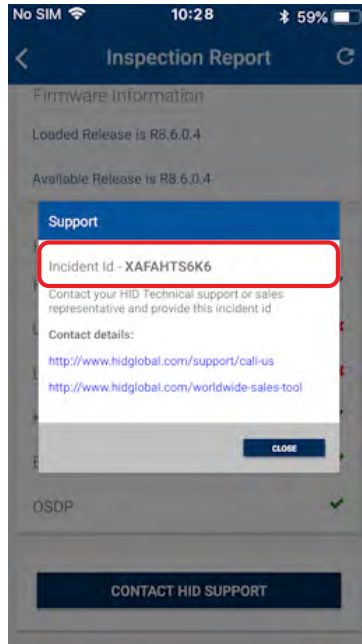 No SIM 10:28 59%
Inspection Report
Firmware Information
Loaded Release is R8.6.0.4
Available Release is R8.6.0.4
Support
Incident Id - XAFAHTS6K6
Contact your HID Technical support or sales
representative and provide this incident id
Contact details:
http://www.hidglobal.com/support/call-us
http://www.hidglobal.com/worldwide-sales-tool
CLOSE
OSDP
CONTACT HID SUPPORT